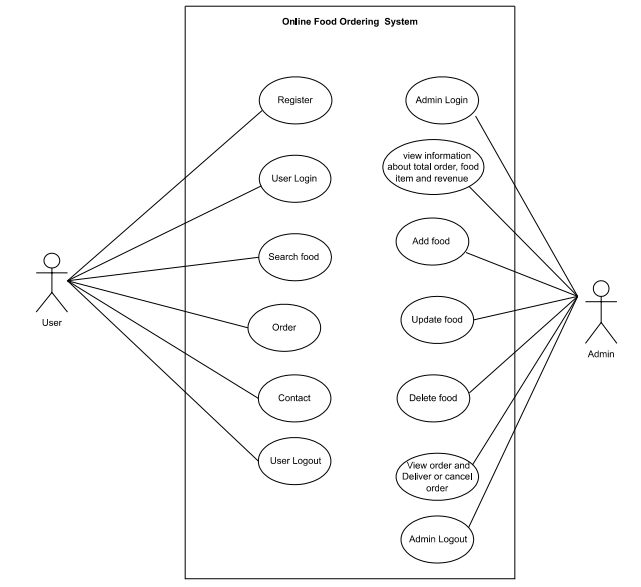 Online Food Ordering System
Register
Admin Login
view information
about total order, food
item and revenue
User Login
Add food
Search food
User
Order
Update food
Admin
Contact
Delete food
User Logout
View order and
Deliver or cancel
order
Admin Logout